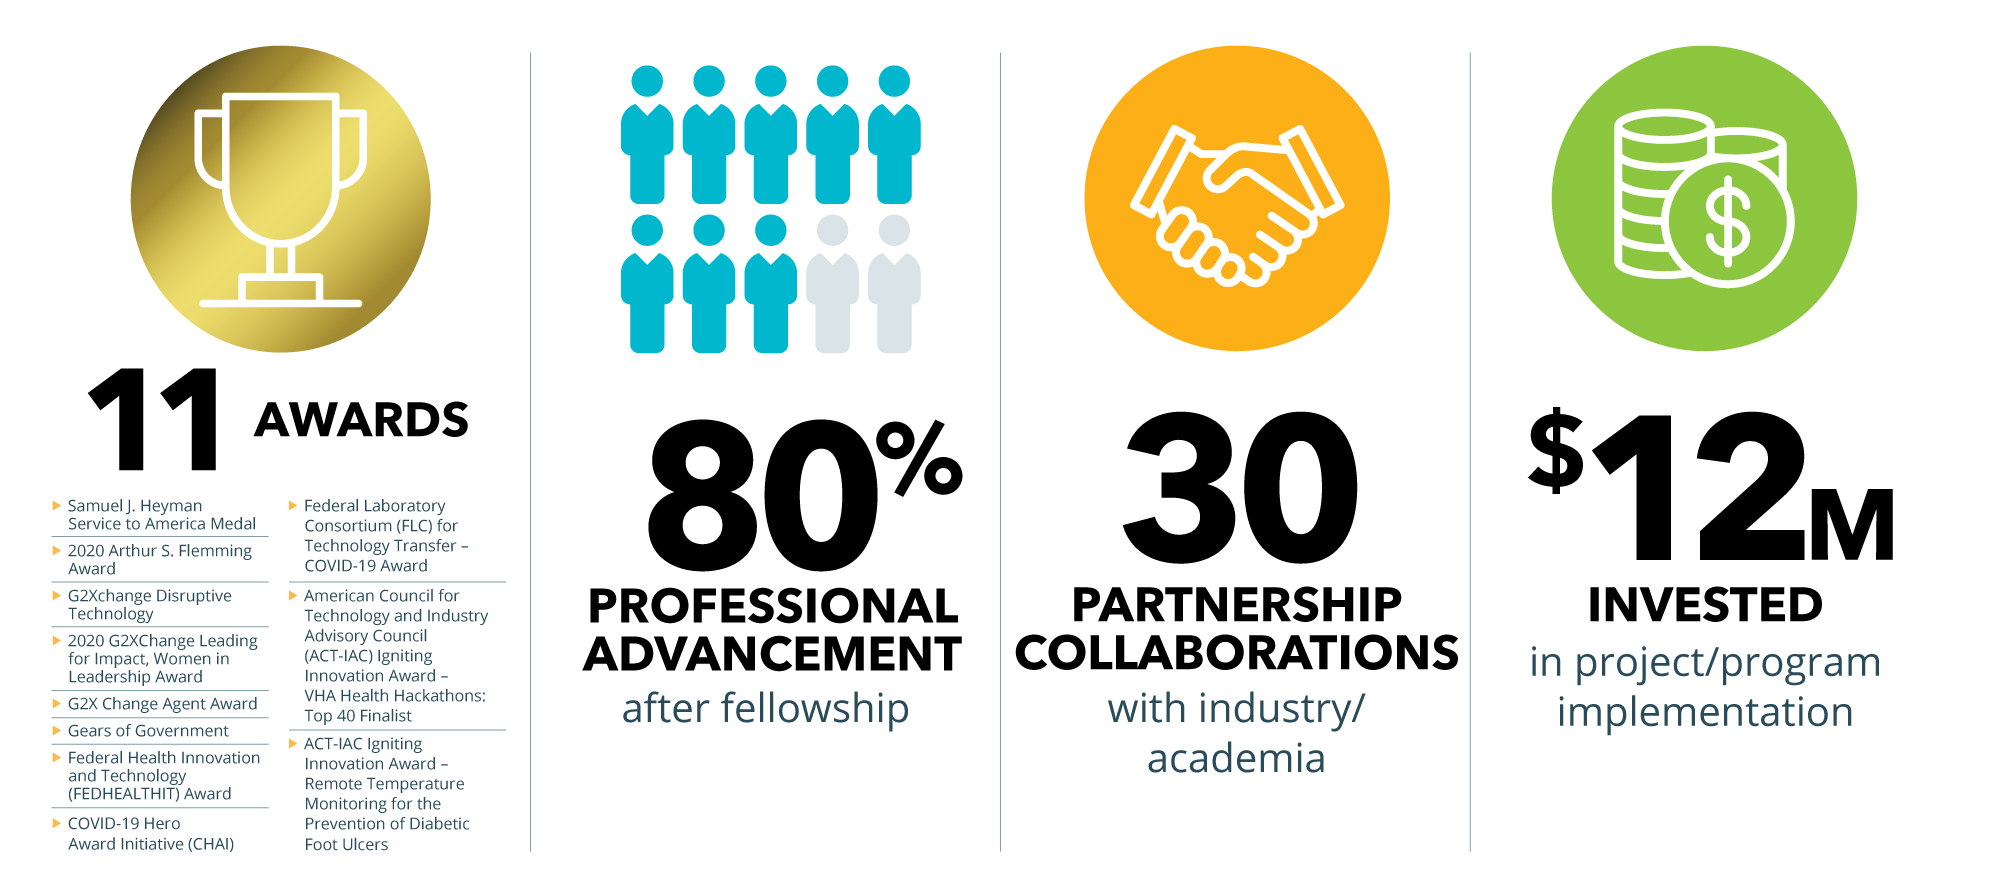 11 AWARDS
Samuel J. Heyman
Service to America Medal
2020 Arthur S. Flemming
Award
G2Xchange Disruptive
Technology
2020 G2XChange Leading
for Impact, Women in
Leadership Award
G2X Change Agent Award
Gears of Government
Federal Health Innovation
and Technology
(FEDHEALTHIT) Award
COVID-19 Hero
Award Initiative (CHAI)
Federal Laboratory
Consortium (FLC) for
Technology Transfer –
COVID-19 Award
American Council for
Technology and Industry
Advisory Council
(ACT-IAC) Igniting
Innovation Award –
VHA Health Hackathons:
Top 40 Finalist
ACT-IAC Igniting
Innovation Award –
Remote Temperature
Monitoring for the
Prevention of Diabetic
Foot Ulcers
80%
PROFESSIONAL
ADVANCEMENT
after fellowship
30
PARTNERSHIP
COLLABORATIONS
with industry/
academia
$
$12M
INVESTED
in project/program
implementation